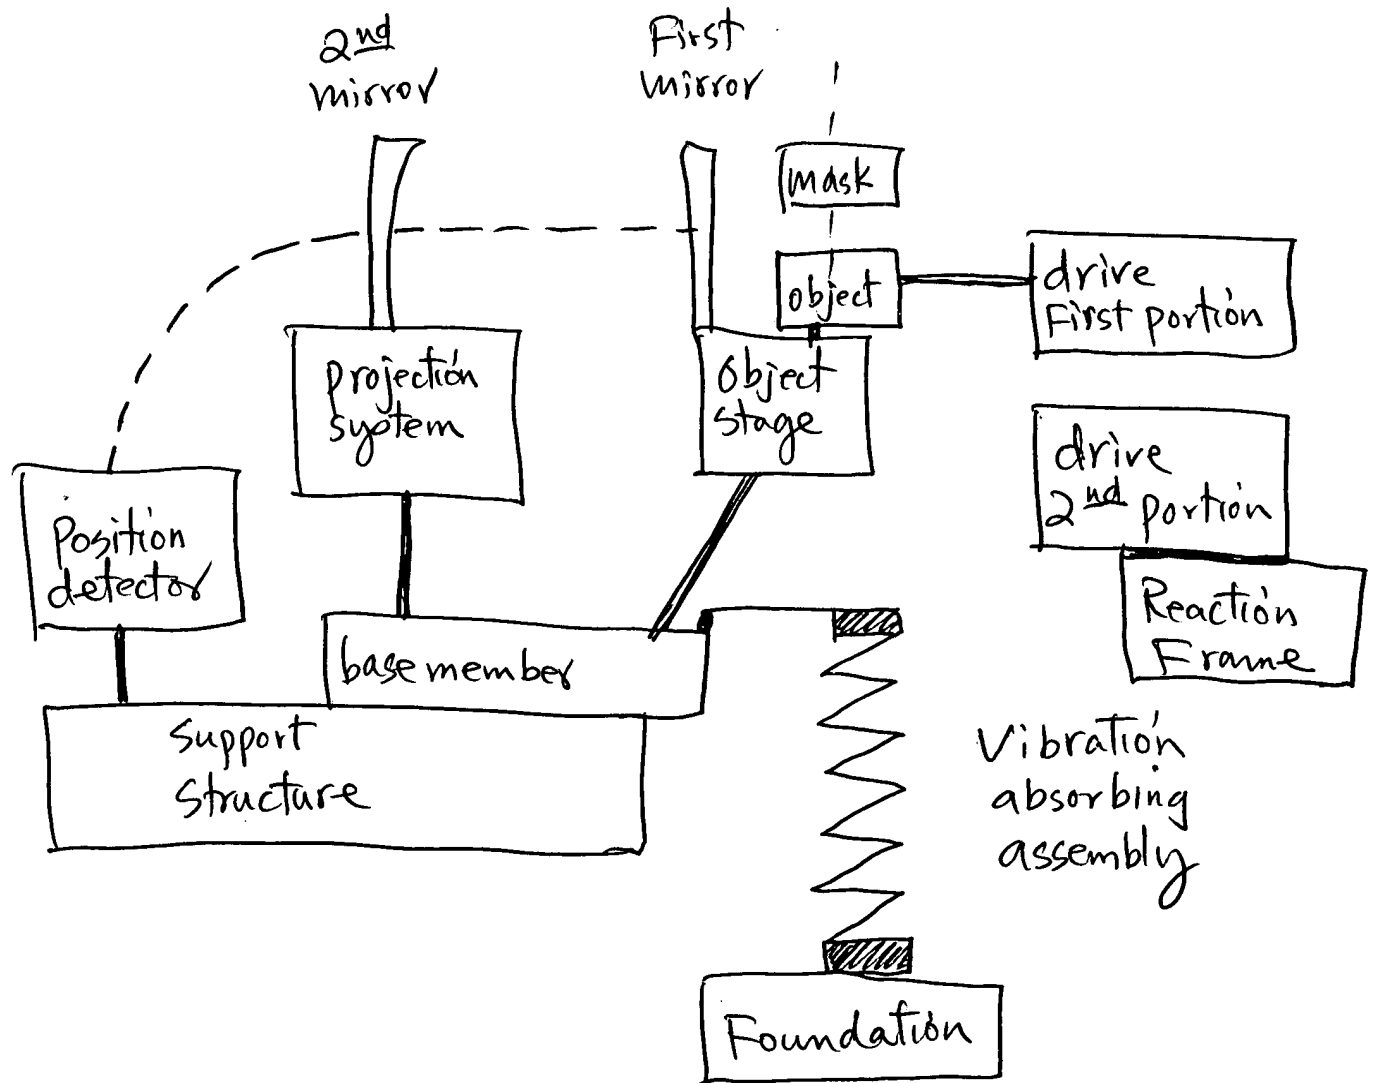 2nd
mirror
First
mirror
mask
object
drive
First portion
projection
system
object
stage
drive
2nd portion
Position
detector
Reaction
Frame
base member
Support
Structure
Vibration
absorbing
assembly
Foundation